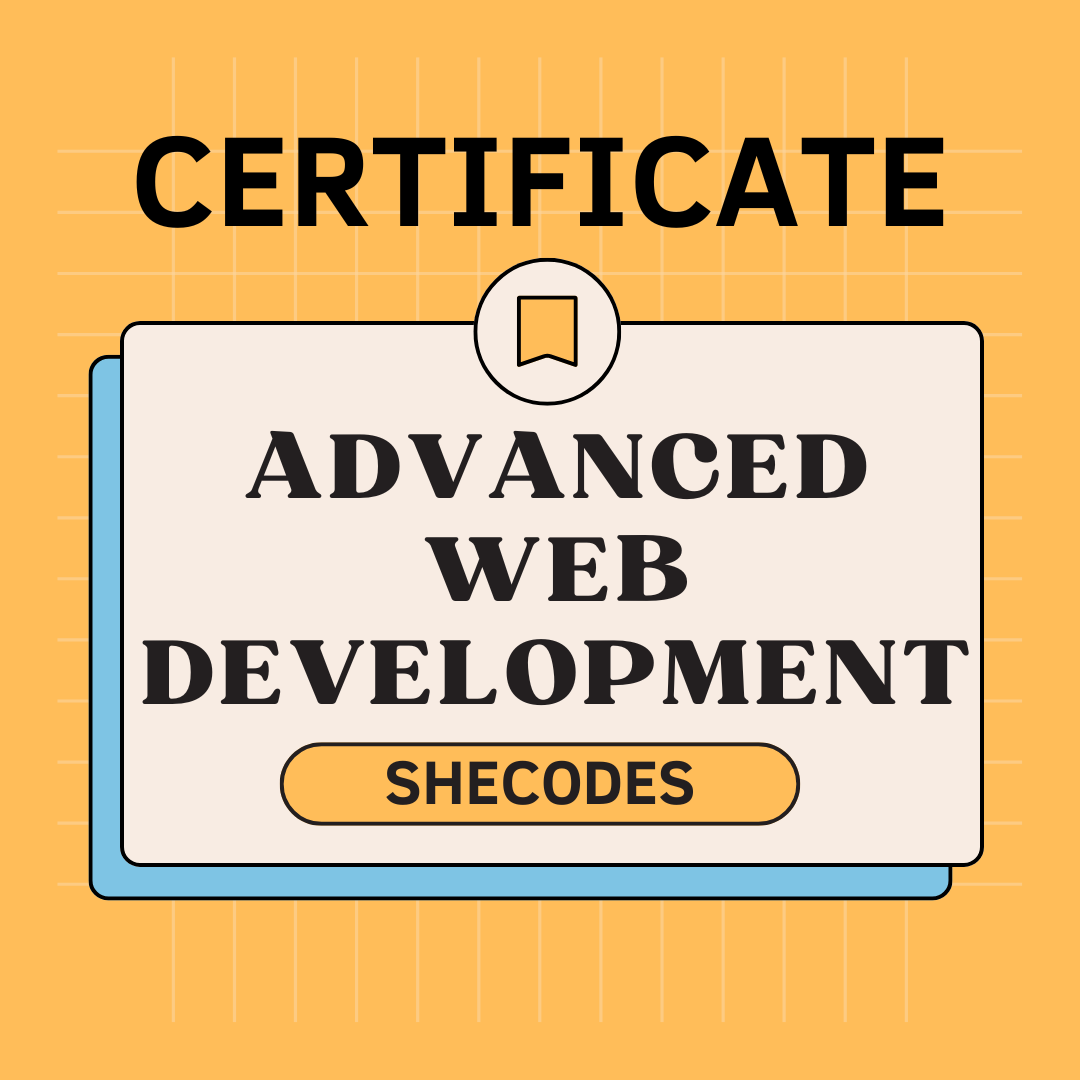 CERTIFICATE
ADVANCED
WEB
DEVELOPMENT
SHECODES